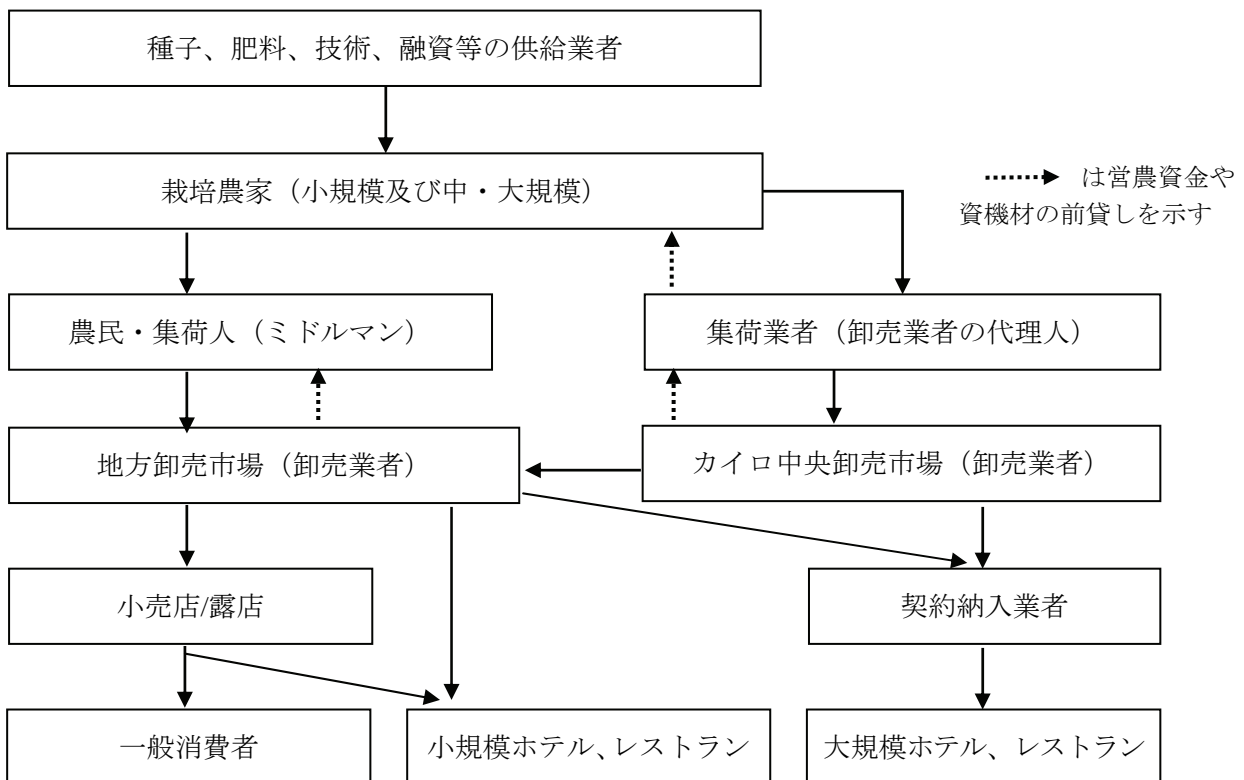 種子、肥料、技術、融資等の供給業者
栽培農家（小規模及び中・大規模）
は営農資金や
資機材の前貸しを示す
農民・集荷人（ミドルマン）
集荷業者（卸売業者の代理人）
地方卸売市場（卸売業者）
カイロ中央卸売市場（卸売業者）
小売店/露店
契約納入業者
一般消費者
小規模ホテル、レストラン
大規模ホテル、レストラン